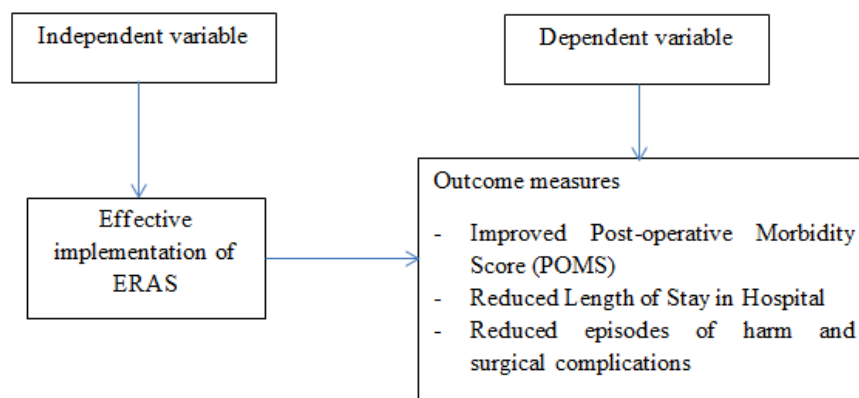 Independent variable
Dependent variable
Effective
implementation of
ERAS
Outcome measures
- Improved Post-operative Morbidity
Score (POMS)
- Reduced Length of Stay in Hospital
- Reduced episodes of harm and
surgical complications